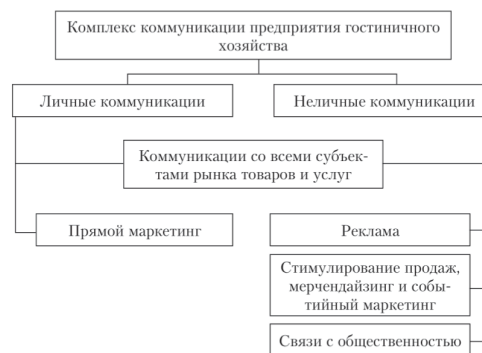 Комплекс коммуникации предприятия гостиничного
хозяйства
Личные коммуникации
Неличные коммуникации
Коммуникации со всеми субъек-
тами рынка товаров и услуг
Прямой маркетинг
Реклама
Стимулирование продаж,
мерчендайзинг и собы-
тийный маркетинг
Связи с общественностью